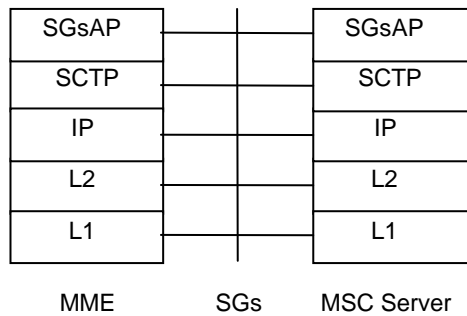 SGsAP SGsAP
SCTP SCTP
IP IP
L2 L2
L1 L1
MME SGs MSC Server